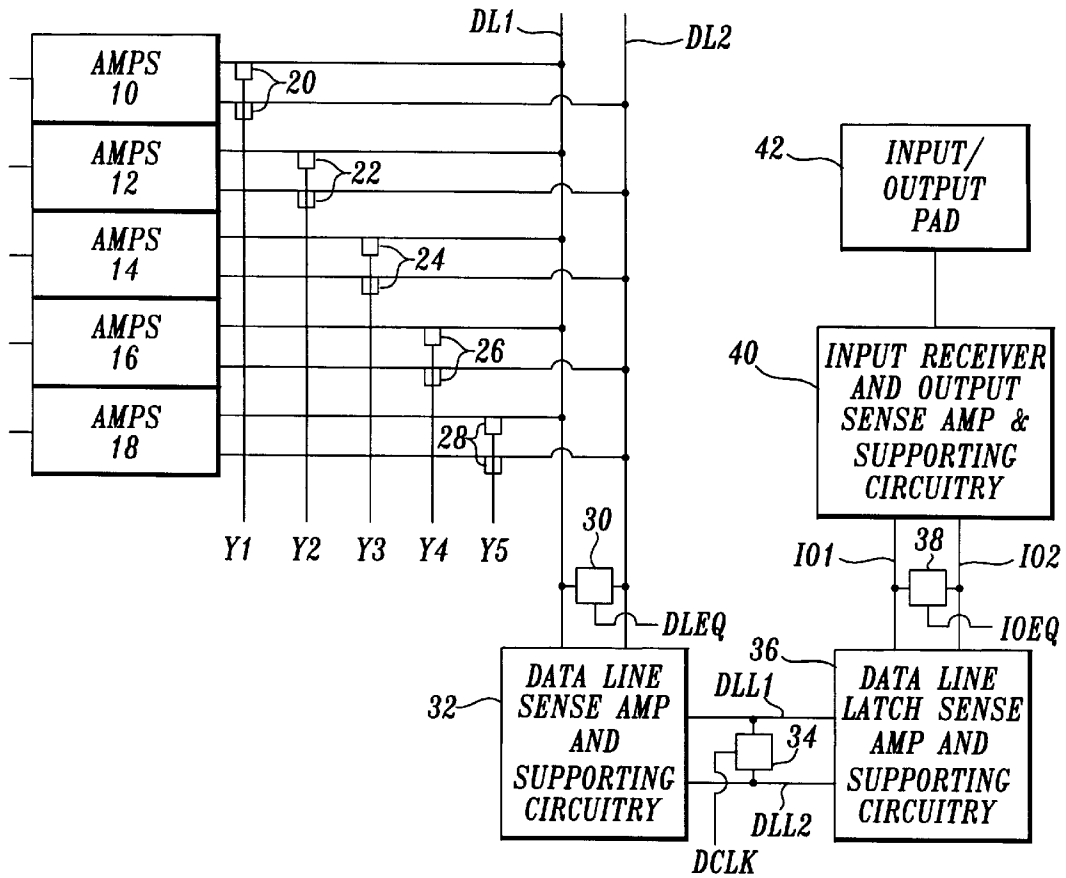 DL1
DL2
AMPS
10
20
AMPS
12
22
AMPS
14
24
AMPS
16
26
AMPS
18
28
Y1 Y2 Y3 Y4 Y5
42
INPUT/
OUTPUT
PAD
40
INPUT RECEIVER
AND OUTPUT
SENSE AMP &
SUPPORTING
CIRCUITRY
30
DLEQ
IO1
38
IO2
IOEQ
32
DATA LINE
SENSE AMP
AND
SUPPORTING
CIRCUITRY
DLL1
34
DLL2
DCLK
36
DATA LINE
LATCH SENSE
AMP AND
SUPPORTING
CIRCUITRY